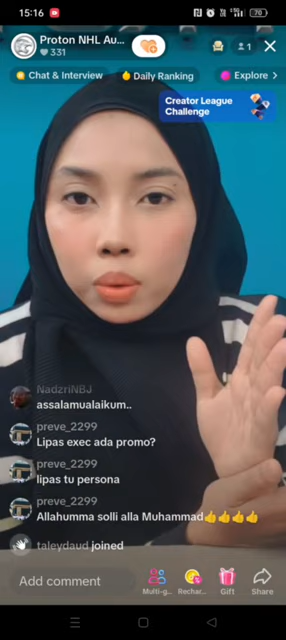 15:16
70
Proton NHL Au...
331
1
Chat & Interview
Daily Ranking
Explore >
Creator League
Challenge
NadzriNBJ
assalamualaikum..
preve_2299
Lipas exec ada promo?
preve_2299
lipas tu persona
preve_2299
Allahumma solli alla Muhammad👍👍👍👍
taleydaud joined
Add comment
Multi-g...
Rechar...
Gift
Share